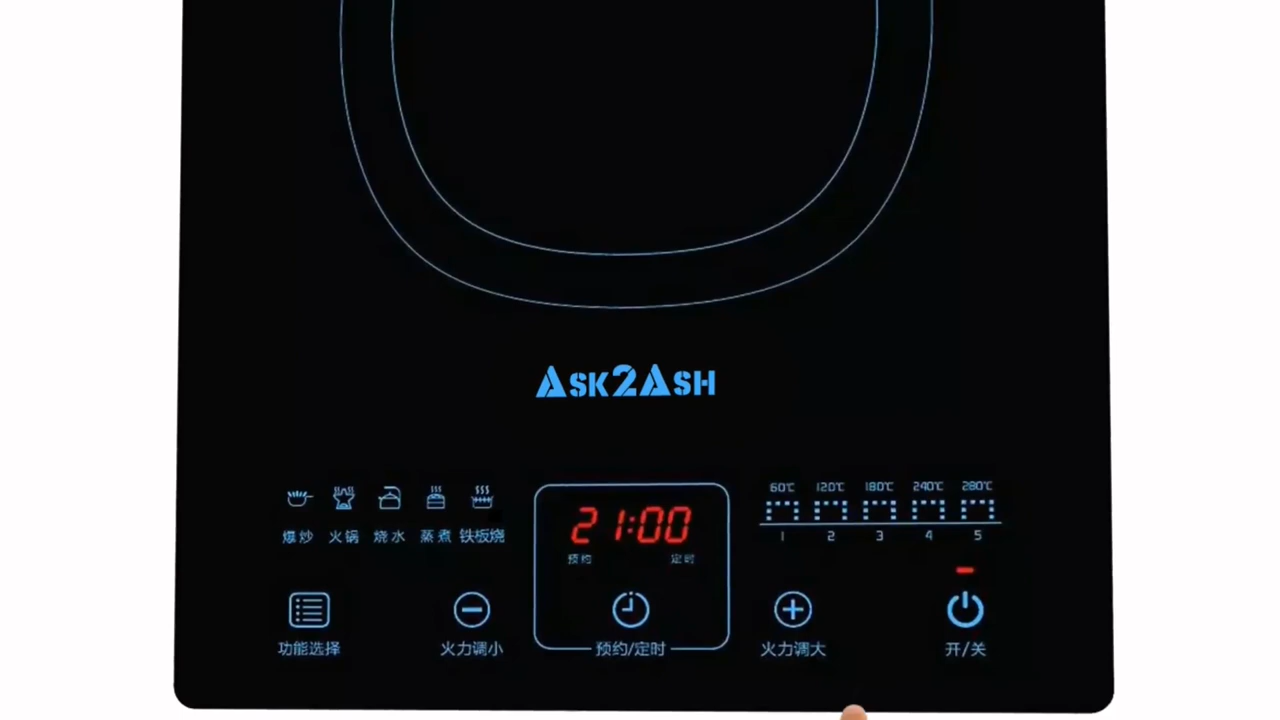 ASK2ASH
60℃ 120℃ 180℃ 240℃ 280℃
爆炒 火锅 烧水 蒸煮 铁板烧
21:00
预约 定时
1 2 3 4 5
功能选择 火力调小 预约/定时 火力调大 开/关